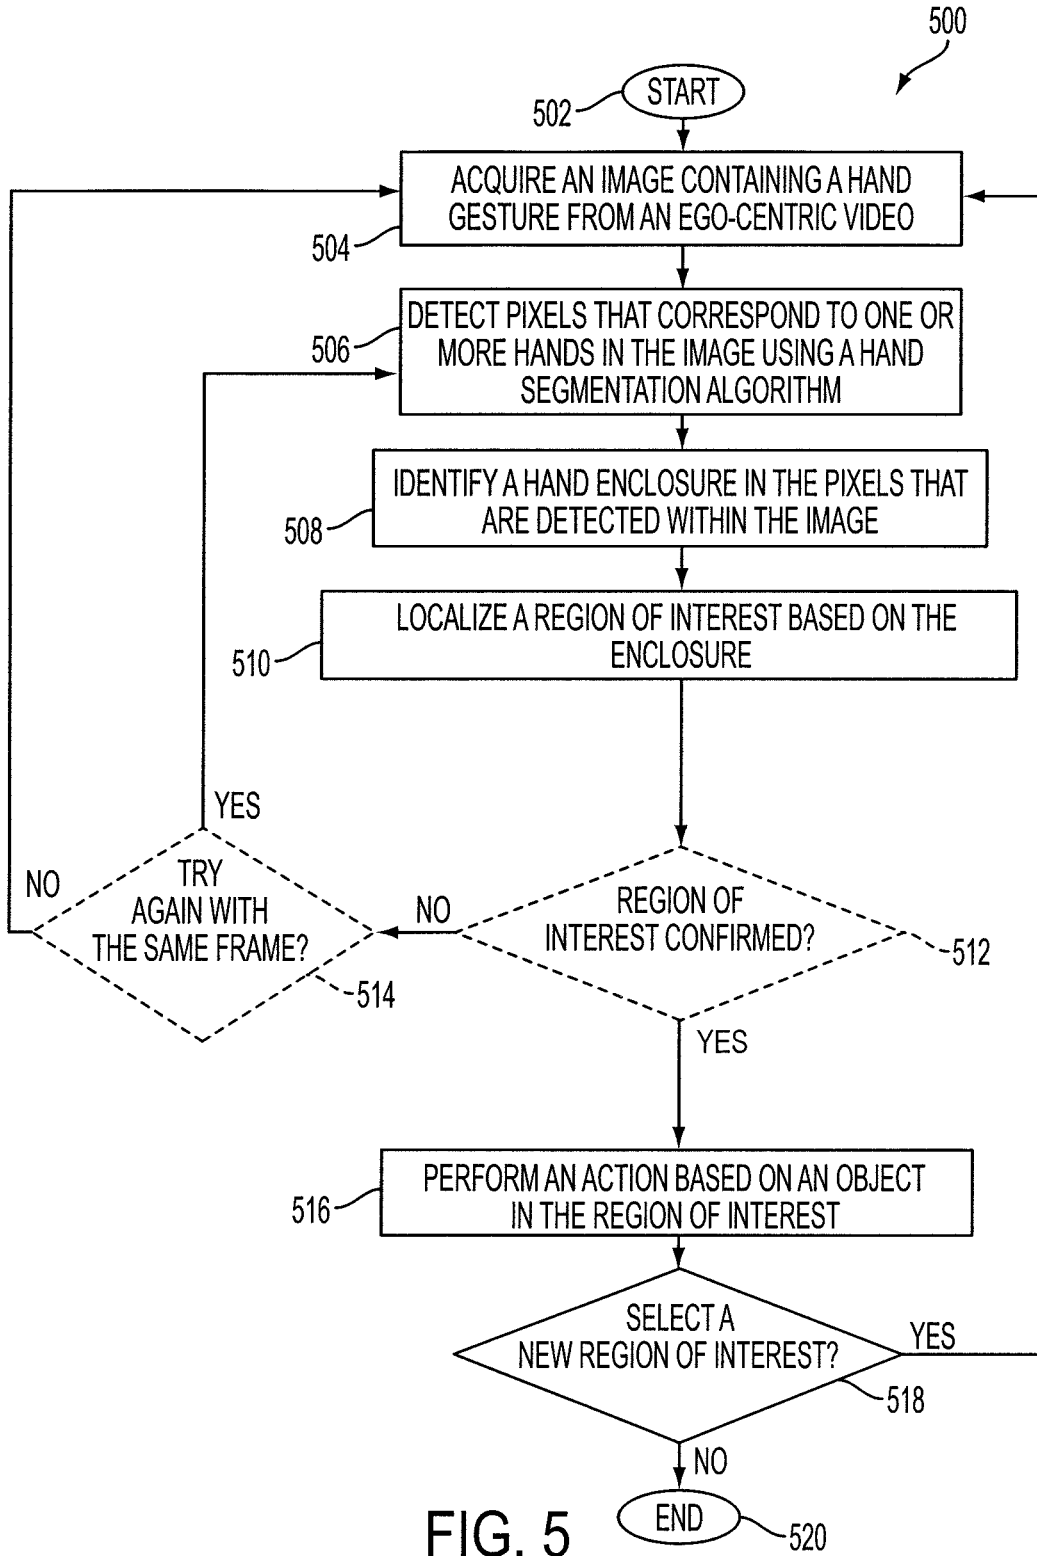 500
START
502
ACQUIRE AN IMAGE CONTAINING A HAND
GESTURE FROM AN EGO-CENTRIC VIDEO
504
DETECT PIXELS THAT CORRESPOND TO ONE OR
MORE HANDS IN THE IMAGE USING A HAND
SEGMENTATION ALGORITHM
506
IDENTIFY A HAND ENCLOSURE IN THE PIXELS THAT
ARE DETECTED WITHIN THE IMAGE
508
LOCALIZE A REGION OF INTEREST BASED ON THE
ENCLOSURE
510
YES
NO
TRY
AGAIN WITH
THE SAME FRAME?
514
NO
REGION OF
INTEREST CONFIRMED?
512
YES
PERFORM AN ACTION BASED ON AN OBJECT
IN THE REGION OF INTEREST
516
SELECT A
NEW REGION OF INTEREST?
YES
518
NO
END
520
FIG. 5